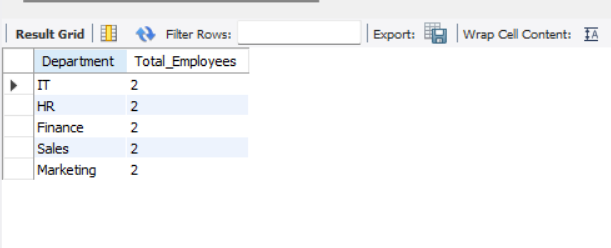 Result Grid Filter Rows: Export: Wrap Cell Content: IA
Department Total_Employees
IT 2
HR 2
Finance 2
Sales 2
Marketing 2